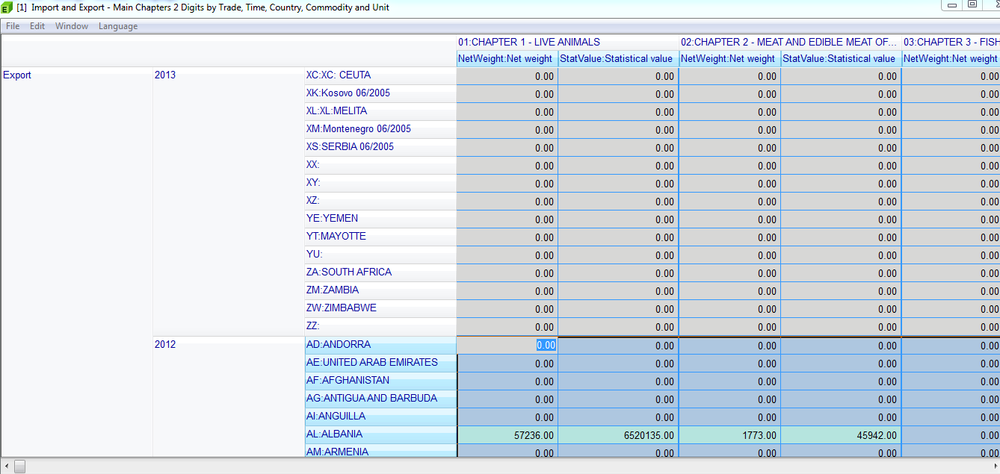 [1] Import and Export - Main Chapters 2 Digits by Trade, Time, Country, Commodity and Unit
File Edit Window Language
01:CHAPTER 1 - LIVE ANIMALS 02:CHAPTER 2 - MEAT AND EDIBLE MEAT OF... 03:CHAPTER 3 - FISH
NetWeight:Net weight StatValue:Statistical value NetWeight:Net weight StatValue:Statistical value NetWeight:Net weight
Export 2013 XC:XC: CEUTA 0.00 0.00 0.00 0.00 0.00
XK:Kosovo 06/2005 0.00 0.00 0.00 0.00 0.00
XL:XL:MELITA 0.00 0.00 0.00 0.00 0.00
XM:Montenegro 06/2005 0.00 0.00 0.00 0.00 0.00
XS:SERBIA 06/2005 0.00 0.00 0.00 0.00 0.00
XX: 0.00 0.00 0.00 0.00 0.00
XY: 0.00 0.00 0.00 0.00 0.00
XZ: 0.00 0.00 0.00 0.00 0.00
YE:YEMEN 0.00 0.00 0.00 0.00 0.00
YT:MAYOTTE 0.00 0.00 0.00 0.00 0.00
YU: 0.00 0.00 0.00 0.00 0.00
ZA:SOUTH AFRICA 0.00 0.00 0.00 0.00 0.00
ZM:ZAMBIA 0.00 0.00 0.00 0.00 0.00
ZW:ZIMBABWE 0.00 0.00 0.00 0.00 0.00
ZZ: 0.00 0.00 0.00 0.00 0.00
2012 AD:ANDORRA 0.00 0.00 0.00 0.00 0.00
AE:UNITED ARAB EMIRATES 0.00 0.00 0.00 0.00 0.00
AF:AFGHANISTAN 0.00 0.00 0.00 0.00 0.00
AG:ANTIGUA AND BARBUDA 0.00 0.00 0.00 0.00 0.00
AI:ANGUILLA 0.00 0.00 0.00 0.00 0.00
AL:ALBANIA 57236.00 6520135.00 1773.00 45942.00 0.00
AM:ARMENIA 0.00 0.00 0.00 0.00 0.00